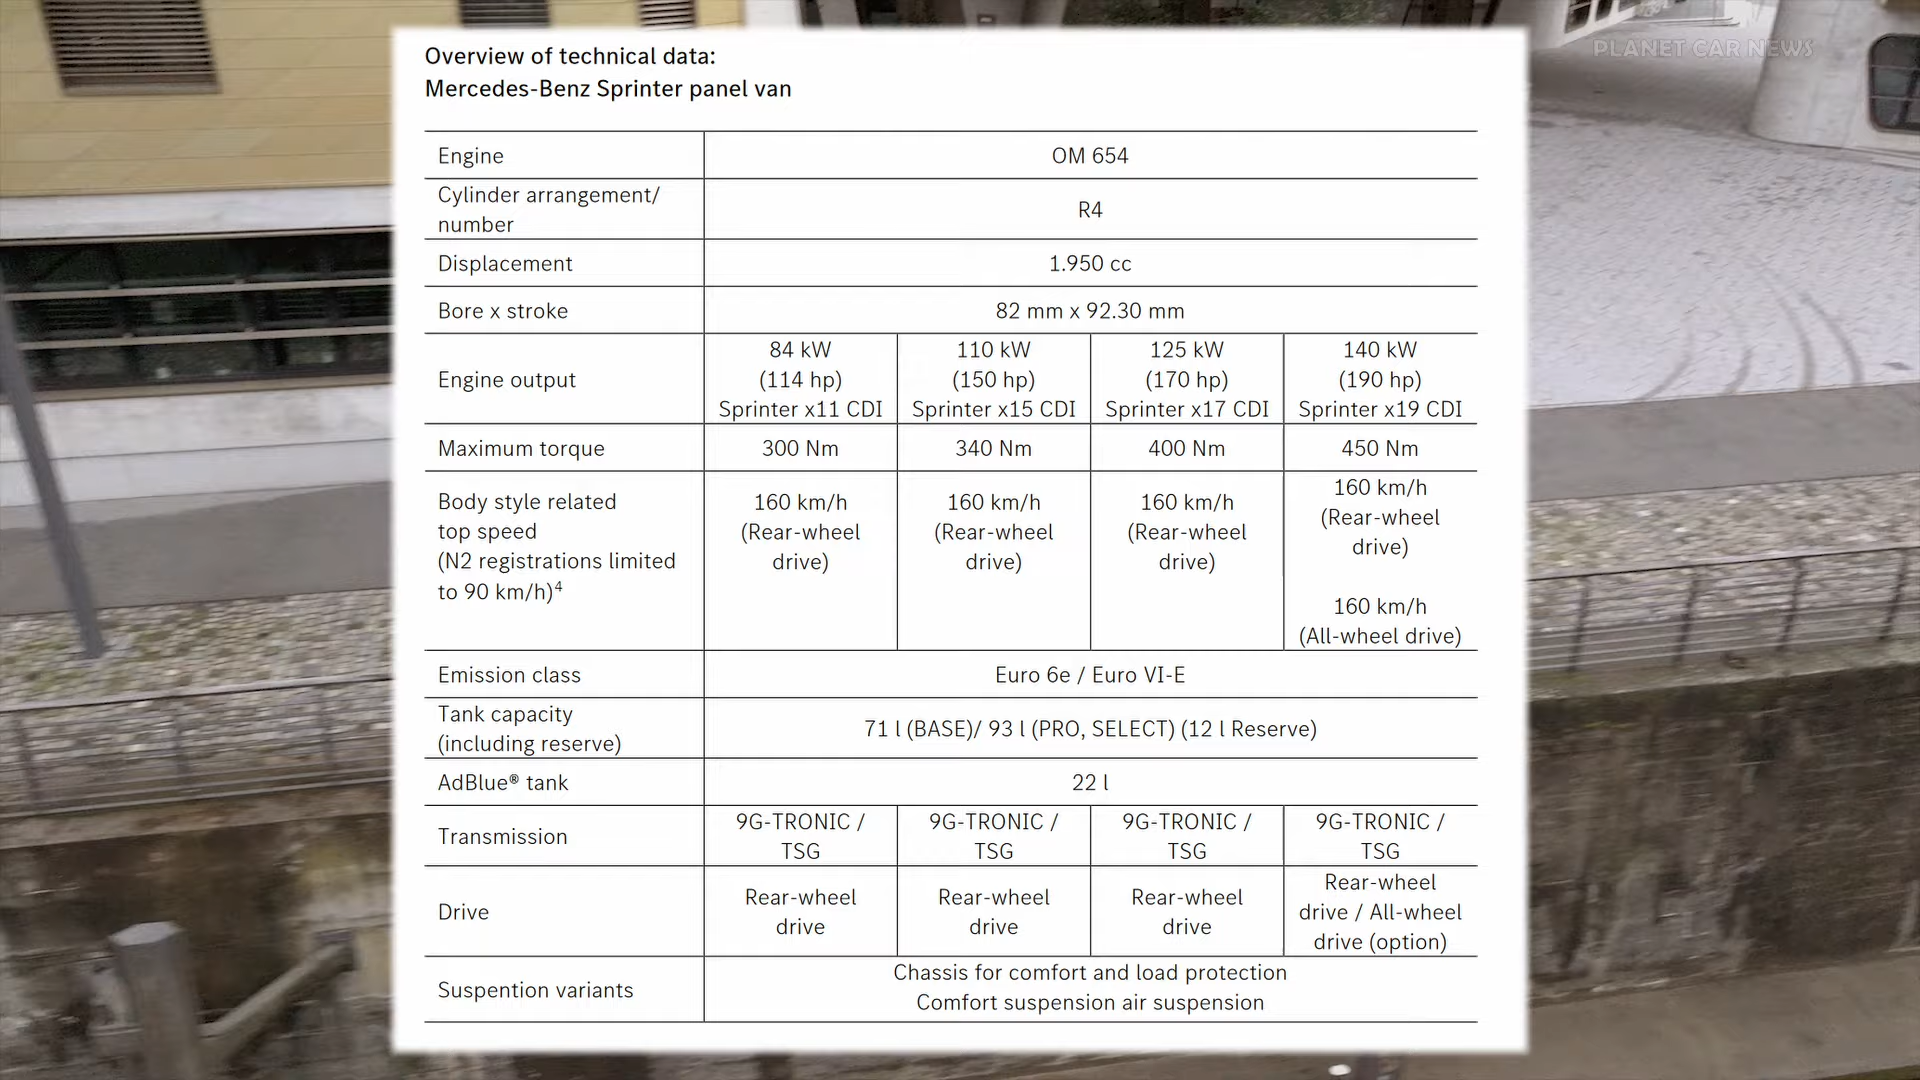 PLANET CAR NEWS
Overview of technical data:
Mercedes-Benz Sprinter panel van
Engine
OM 654
Cylinder arrangement/
number
R4
Displacement
1.950 cc
Bore x stroke
82 mm x 92.30 mm
Engine output
84 kW
(114 hp)
Sprinter x11 CDI
110 kW
(150 hp)
Sprinter x15 CDI
125 kW
(170 hp)
Sprinter x17 CDI
140 kW
(190 hp)
Sprinter x19 CDI
Maximum torque
300 Nm
340 Nm
400 Nm
450 Nm
Body style related
top speed
(N2 registrations limited
to 90 km/h)⁴
160 km/h
(Rear-wheel
drive)
160 km/h
(Rear-wheel
drive)
160 km/h
(Rear-wheel
drive)
160 km/h
(Rear-wheel
drive)
160 km/h
(All-wheel drive)
Emission class
Euro 6e / Euro VI-E
Tank capacity
(including reserve)
71 l (BASE)/ 93 l (PRO, SELECT) (12 l Reserve)
AdBlue® tank
22 l
Transmission
9G-TRONIC /
TSG
9G-TRONIC /
TSG
9G-TRONIC /
TSG
9G-TRONIC /
TSG
Drive
Rear-wheel
drive
Rear-wheel
drive
Rear-wheel
drive
Rear-wheel
drive / All-wheel
drive (option)
Suspention variants
Chassis for comfort and load protection
Comfort suspension air suspension